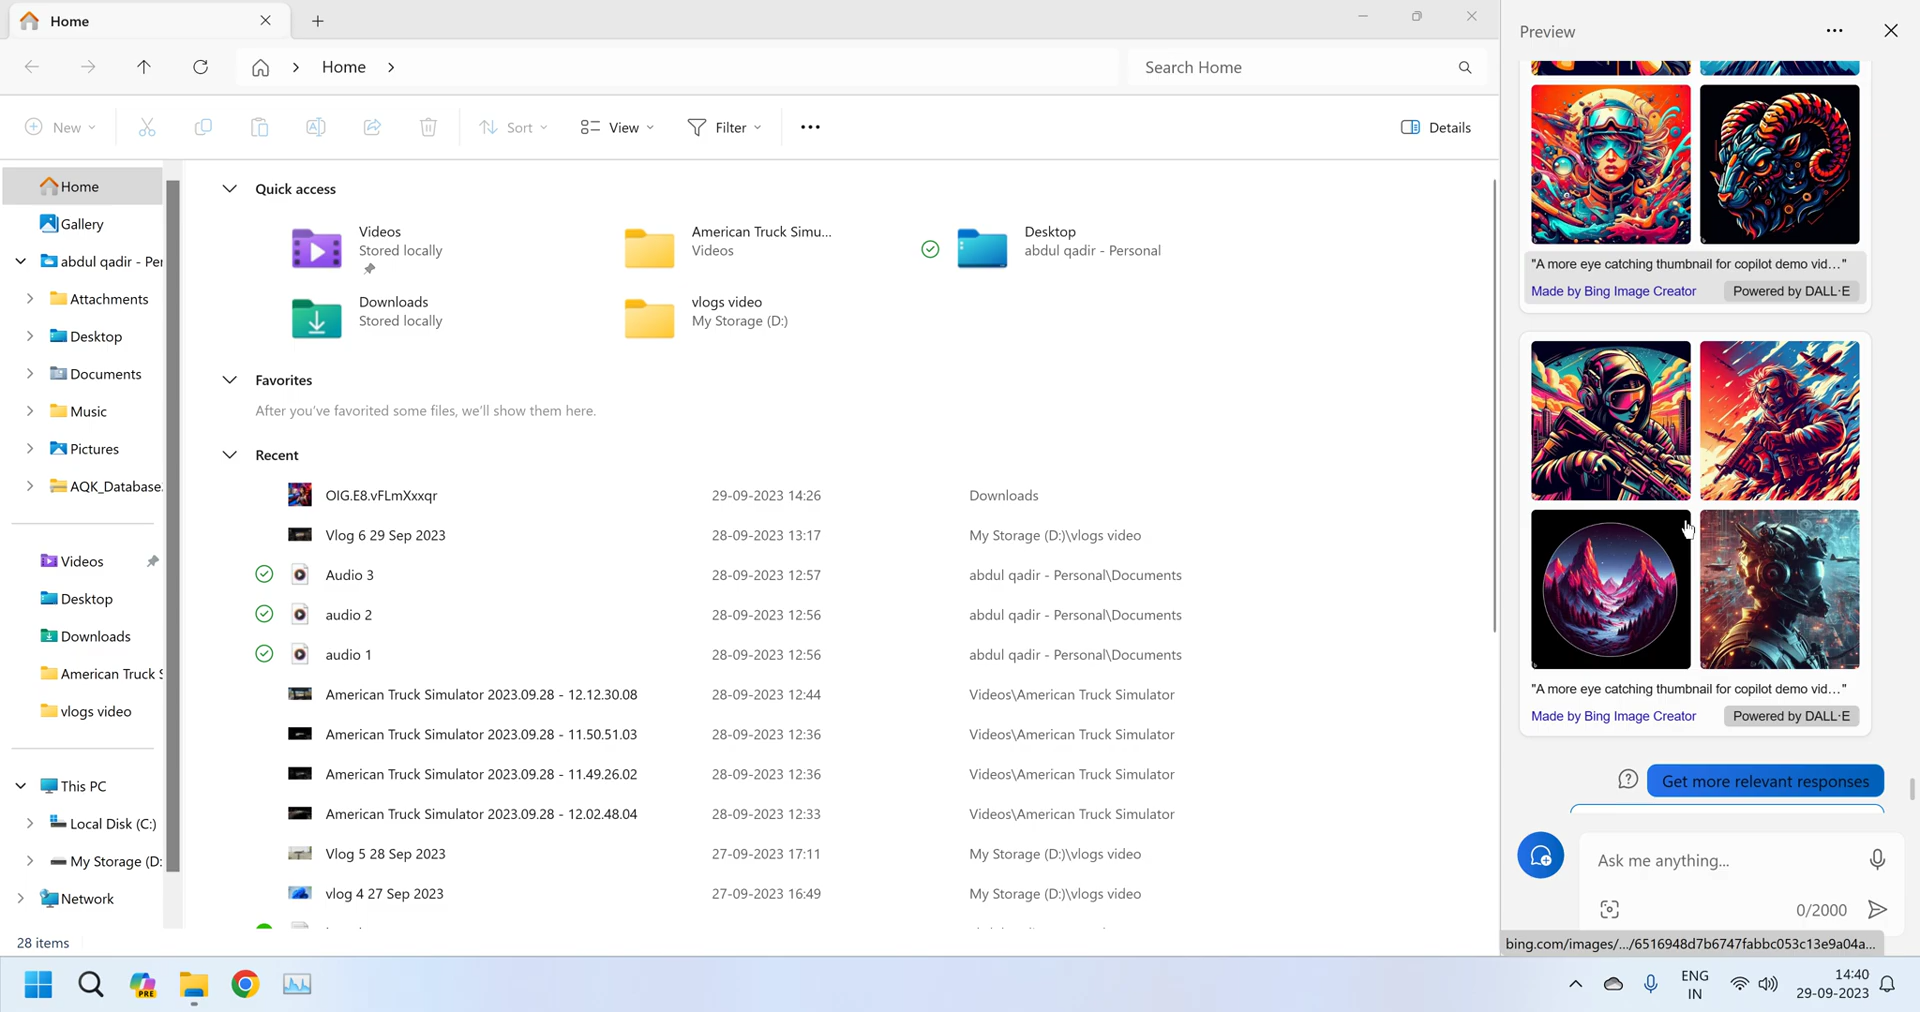 Home
Home
Search Home
New
Sort
View
Filter
Details
Home
Gallery
abdul qadir - Per
Attachments
Desktop
Documents
Music
Pictures
AQK_Database.
Videos
Desktop
Downloads
American Truck S
vlogs video
This PC
Local Disk (C:)
My Storage (D:
Network
28 items
Quick access
Videos
Stored locally
American Truck Simu...
Videos
Desktop
abdul qadir - Personal
Downloads
Stored locally
vlogs video
My Storage (D:)
Favorites
After you've favorited some files, we'll show them here.
Recent
OIG.E8.vFLmXxxqr 29-09-2023 14:26 Downloads
Vlog 6 29 Sep 2023 28-09-2023 13:17 My Storage (D:)\vlogs video
Audio 3 28-09-2023 12:57 abdul qadir - Personal\Documents
audio 2 28-09-2023 12:56 abdul qadir - Personal\Documents
audio 1 28-09-2023 12:56 abdul qadir - Personal\Documents
American Truck Simulator 2023.09.28 - 12.12.30.08 28-09-2023 12:44 Videos\American Truck Simulator
American Truck Simulator 2023.09.28 - 11.50.51.03 28-09-2023 12:36 Videos\American Truck Simulator
American Truck Simulator 2023.09.28 - 11.49.26.02 28-09-2023 12:36 Videos\American Truck Simulator
American Truck Simulator 2023.09.28 - 12.02.48.04 28-09-2023 12:33 Videos\American Truck Simulator
Vlog 5 28 Sep 2023 27-09-2023 17:11 My Storage (D:)\vlogs video
vlog 4 27 Sep 2023 27-09-2023 16:49 My Storage (D:)\vlogs video
Preview
"A more eye catching thumbnail for copilot demo vid..."
Made by Bing Image Creator Powered by DALL·E
"A more eye catching thumbnail for copilot demo vid..."
Made by Bing Image Creator Powered by DALL·E
Get more relevant responses
Ask me anything...
0/2000
bing.com/images/.../6516948d7b6747fabbc053c13e9a04a...
PRE
ENG
IN
14:40
29-09-2023